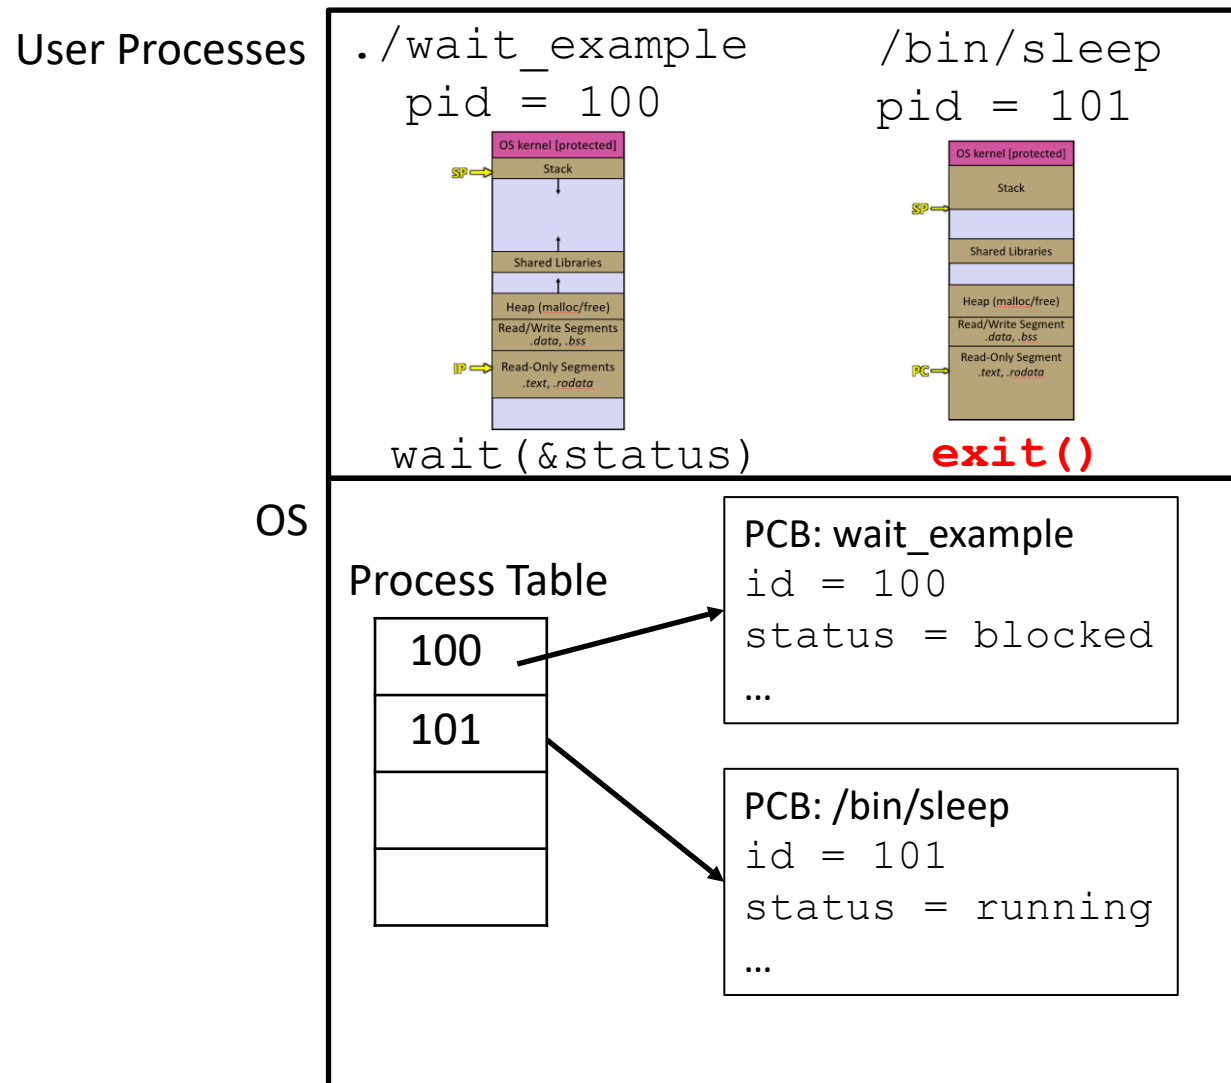 User Processes
./wait_example
pid = 100
OS kernel [protected]
SP
Stack
Shared Libraries
Heap (malloc/free)
Read/Write Segments
.data, .bss
IP
Read-Only Segments
.text, .rodata
wait(&status)
/bin/sleep
pid = 101
OS kernel [protected]
Stack
SP
Shared Libraries
Heap (malloc/free)
Read/Write Segment
.data, .bss
PC
Read-Only Segment
.text, .rodata
exit()
OS
Process Table
100
101
PCB: wait_example
id = 100
status = blocked
…
PCB: /bin/sleep
id = 101
status = running
…